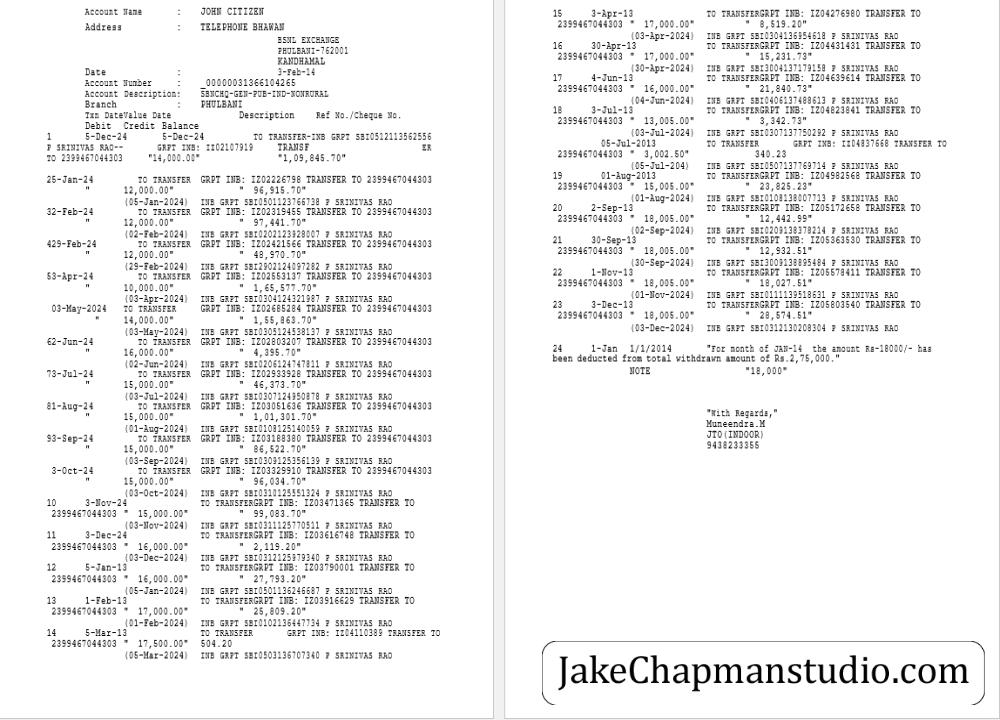 Account Name : JOHN CITIZEN
Address : TELEPHONE BHAWAN
BSNL EXCHANGE
PHULBANI-762001
KANDHAMAL
Date : 3-Feb-14
Account Number : _00000031366104265
Account Description: SBNCHQ-GEN-PUB-IND-NONRURAL
Branch : PHULBANI
Txn DateValue Date Description Ref No./Cheque No.
Debit Credit Balance
1 5-Dec-24 5-Dec-24 TO TRANSFER-INB GRPT SBI0512113562556
P SRINIVAS RAO-- GRPT INB: IZ02107919 TRANSF ER
TO 2399467044303 "14,000.00" "1,09,845.70"
25-Jan-24 TO TRANSFER GRPT INB: IZ02226798 TRANSFER TO 2399467044303
" 12,000.00" " 96,915.70"
(05-Jan-2024) INB GRPT SBI0501123766738 P SRINIVAS RAO
32-Feb-24 TO TRANSFER GRPT INB: IZ02319455 TRANSFER TO 2399467044303
" 12,000.00" " 97,441.70"
(02-Feb-2024) INB GRPT SBI0202123928007 P SRINIVAS RAO
429-Feb-24 TO TRANSFER GRPT INB: IZ02421566 TRANSFER TO 2399467044303
" 12,000.00" " 48,970.70"
(29-Feb-2024) INB GRPT SBI2902124097282 P SRINIVAS RAO
53-Apr-24 TO TRANSFER GRPT INB: IZ02553137 TRANSFER TO 2399467044303
" 10,000.00" " 1,65,577.70"
(03-Apr-2024) INB GRPT SBI0304124321987 P SRINIVAS RAO
03-May-2024 TO TRANSFER GRPT INB: IZ02685284 TRANSFER TO 2399467044303
" 14,000.00" " 1,55,863.70"
(03-May-2024) INB GRPT SBI0305124538137 P SRINIVAS RAO
62-Jun-24 TO TRANSFER GRPT INB: IZ02803207 TRANSFER TO 2399467044303
" 16,000.00" " 4,395.70"
(02-Jun-2024) INB GRPT SBI0206124747811 P SRINIVAS RAO
73-Jul-24 TO TRANSFER GRPT INB: IZ02933928 TRANSFER TO 2399467044303
" 15,000.00" " 46,373.70"
(03-Jul-2024) INB GRPT SBI0307124950878 P SRINIVAS RAO
81-Aug-24 TO TRANSFER GRPT INB: IZ03051636 TRANSFER TO 2399467044303
" 15,000.00" " 1,01,301.70"
(01-Aug-2024) INB GRPT SBI0108125140059 P SRINIVAS RAO
93-Sep-24 TO TRANSFER GRPT INB: IZ03188380 TRANSFER TO 2399467044303
" 15,000.00" " 86,522.70"
(03-Sep-2024) INB GRPT SBI0309125356139 P SRINIVAS RAO
3-Oct-24 TO TRANSFER GRPT INB: IZ03329910 TRANSFER TO 2399467044303
" 15,000.00" " 96,034.70"
(03-Oct-2024) INB GRPT SBI0310125551324 P SRINIVAS RAO
10 3-Nov-24 TO TRANSFERGRPT INB: IZ03471365 TRANSFER TO
2399467044303 " 15,000.00" " 99,083.70"
(03-Nov-2024) INB GRPT SBI0311125770511 P SRINIVAS RAO
11 3-Dec-24 TO TRANSFERGRPT INB: IZ03616748 TRANSFER TO
2399467044303 " 16,000.00" " 2,119.20"
(03-Dec-2024) INB GRPT SBI0312125979340 P SRINIVAS RAO
12 5-Jan-13 TO TRANSFERGRPT INB: IZ03790001 TRANSFER TO
2399467044303 " 16,000.00" " 27,793.20"
(05-Jan-2024) INB GRPT SBI0501136246687 P SRINIVAS RAO
13 1-Feb-13 TO TRANSFERGRPT INB: IZ03916629 TRANSFER TO
2399467044303 " 17,000.00" " 25,809.20"
(01-Feb-2024) INB GRPT SBI0102136447734 P SRINIVAS RAO
14 5-Mar-13 TO TRANSFER GRPT INB: IZ04110389 TRANSFER TO
2399467044303 " 17,500.00" 504.20
(05-Mar-2024) INB GRPT SBI0503136707340 P SRINIVAS RAO
15 3-Apr-13 TO TRANSFERGRPT INB: IZ04276980 TRANSFER TO
2399467044303 " 17,000.00" " 8,519.20"
(03-Apr-2024) INB GRPT SBI0304136954618 P SRINIVAS RAO
16 30-Apr-13 TO TRANSFERGRPT INB: IZ04431431 TRANSFER TO
2399467044303 " 17,000.00" " 15,231.73"
(30-Apr-2024) INB GRPT SBI3004137179158 P SRINIVAS RAO
17 4-Jun-13 TO TRANSFERGRPT INB: IZ04639614 TRANSFER TO
2399467044303 " 16,000.00" " 21,840.73"
(04-Jun-2024) INB GRPT SBI0406137488613 P SRINIVAS RAO
18 3-Jul-13 TO TRANSFERGRPT INB: IZ04823841 TRANSFER TO
2399467044303 " 13,005.00" " 3,342.73"
(03-Jul-2024) INB GRPT SBI0307137750292 P SRINIVAS RAO
05-Jul-2013 TO TRANSFER GRPT INB: IZ04837668 TRANSFER TO
2399467044303 " 3,002.50" 340.23
(05-Jul-204) INB GRPT SBI0507137769714 P SRINIVAS RAO
19 01-Aug-2013 TO TRANSFERGRPT INB: IZ04982568 TRANSFER TO
2399467044303 " 15,005.00" " 23,825.23"
(01-Aug-2024) INB GRPT SBI0108138007713 P SRINIVAS RAO
20 2-Sep-13 TO TRANSFERGRPT INB: IZ05172658 TRANSFER TO
2399467044303 " 18,005.00" " 12,442.99"
(02-Sep-2024) INB GRPT SBI0209138378214 P SRINIVAS RAO
21 30-Sep-13 TO TRANSFERGRPT INB: IZ05363530 TRANSFER TO
2399467044303 " 18,005.00" " 12,932.51"
(30-Sep-2024) INB GRPT SBI3009138895484 P SRINIVAS RAO
22 1-Nov-13 TO TRANSFERGRPT INB: IZ05578411 TRANSFER TO
2399467044303 " 18,005.00" " 18,027.51"
(01-Nov-2024) INB GRPT SBI0111139518631 P SRINIVAS RAO
23 3-Dec-13 TO TRANSFERGRPT INB: IZ05803540 TRANSFER TO
2399467044303 " 18,005.00" " 28,574.51"
(03-Dec-2024) INB GRPT SBI0312130208304 P SRINIVAS RAO
24 1-Jan 1/1/2014 "For month of JAN-14 the amount Rs-18000/- has
been deducted from total withdrawn amount of Rs.2,75,000."
NOTE "18,000"
"With Regards,"
Muneendra.M
JTO(INDOOR)
9438233355
JakeChapmanstudio.com